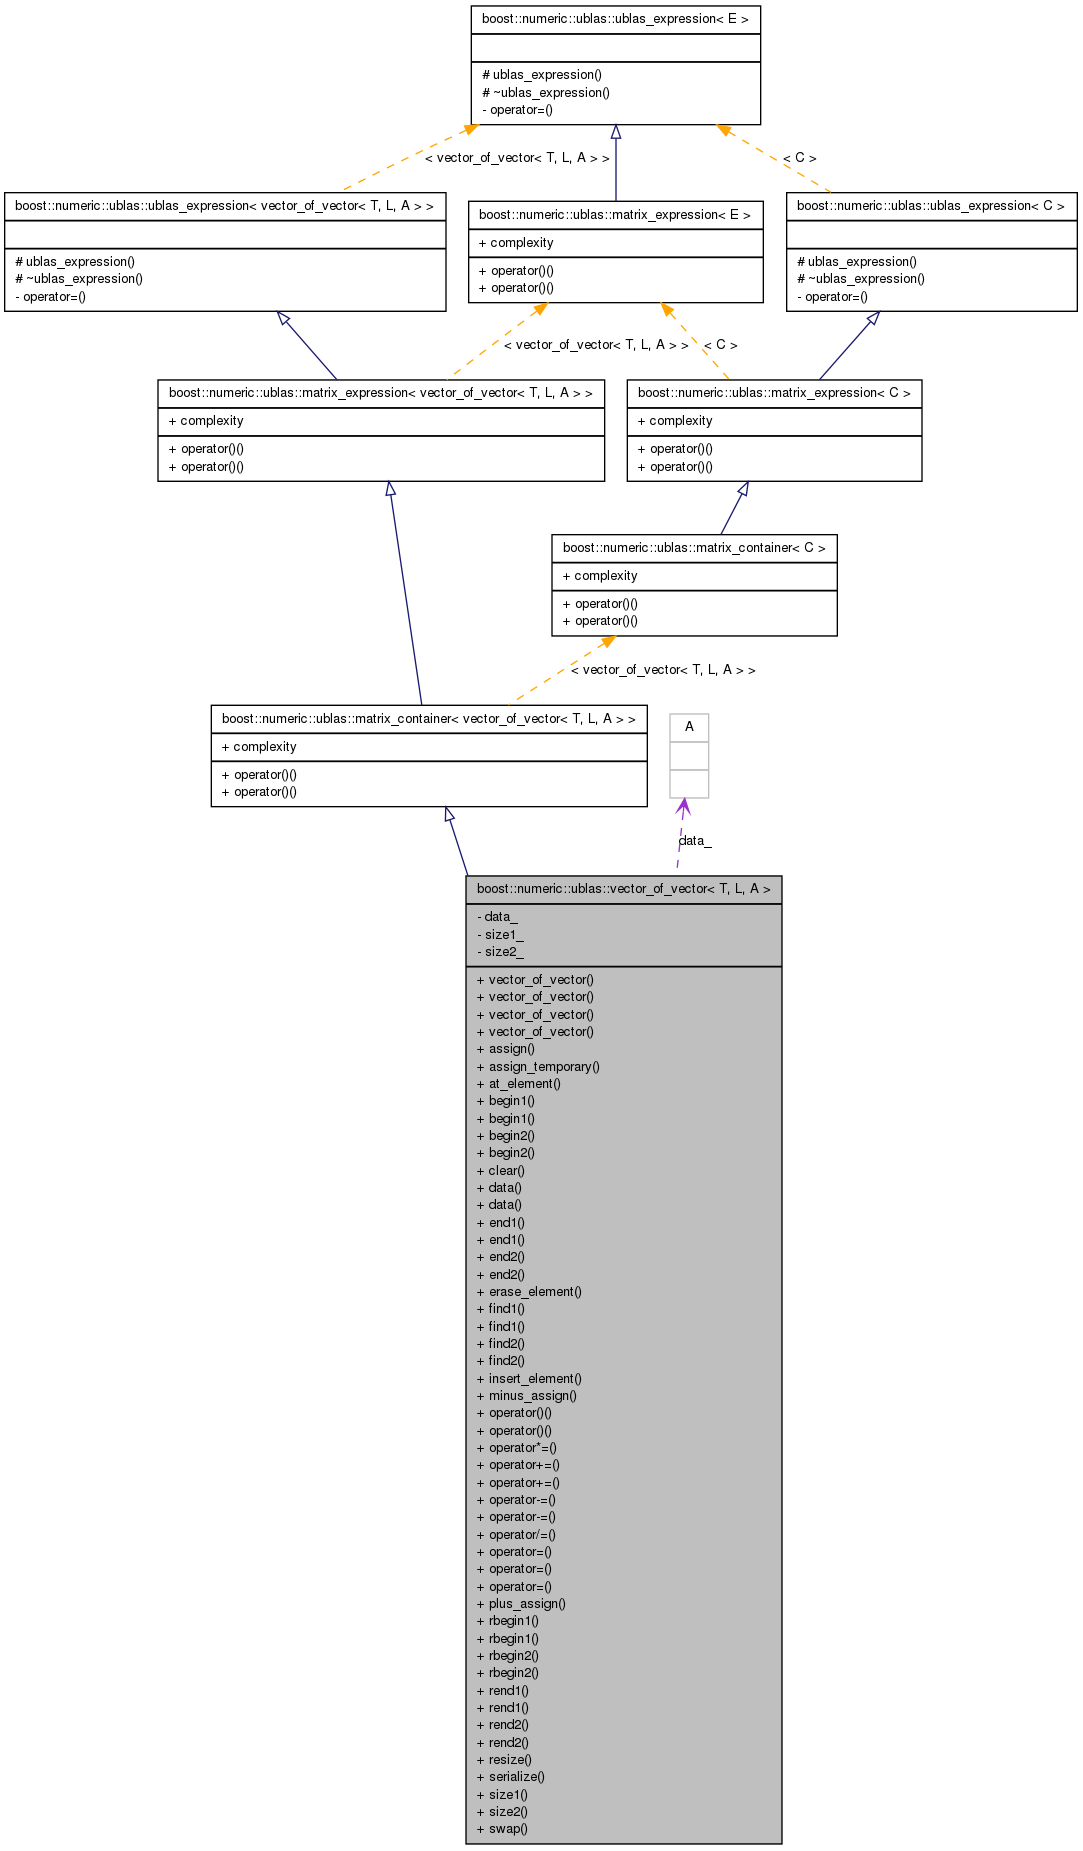 boost::numeric::ublas::ublas_expression< E >
# ublas_expression()
# ~ublas_expression()
- operator=()
< vector_of_vector< T, L, A > >
< C >
boost::numeric::ublas::ublas_expression< vector_of_vector< T, L, A > >
# ublas_expression()
# ~ublas_expression()
- operator=()
boost::numeric::ublas::matrix_expression< E >
+ complexity
+ operator()()
+ operator()()
boost::numeric::ublas::ublas_expression< C >
# ublas_expression()
# ~ublas_expression()
- operator=()
< vector_of_vector< T, L, A > >
< C >
boost::numeric::ublas::matrix_expression< vector_of_vector< T, L, A > >
+ complexity
+ operator()()
+ operator()()
boost::numeric::ublas::matrix_expression< C >
+ complexity
+ operator()()
+ operator()()
boost::numeric::ublas::matrix_container< C >
+ complexity
+ operator()()
+ operator()()
< vector_of_vector< T, L, A > >
boost::numeric::ublas::matrix_container< vector_of_vector< T, L, A > >
+ complexity
+ operator()()
+ operator()()
A
data_
boost::numeric::ublas::vector_of_vector< T, L, A >
- data_
- size1_
- size2_
+ vector_of_vector()
+ vector_of_vector()
+ vector_of_vector()
+ vector_of_vector()
+ assign()
+ assign_temporary()
+ at_element()
+ begin1()
+ begin1()
+ begin2()
+ begin2()
+ clear()
+ data()
+ data()
+ end1()
+ end1()
+ end2()
+ end2()
+ erase_element()
+ find1()
+ find1()
+ find2()
+ find2()
+ insert_element()
+ minus_assign()
+ operator()()
+ operator()()
+ operator*=()
+ operator+=()
+ operator+=()
+ operator-=()
+ operator-=()
+ operator/=()
+ operator=()
+ operator=()
+ operator=()
+ plus_assign()
+ rbegin1()
+ rbegin1()
+ rbegin2()
+ rbegin2()
+ rend1()
+ rend1()
+ rend2()
+ rend2()
+ resize()
+ serialize()
+ size1()
+ size2()
+ swap()